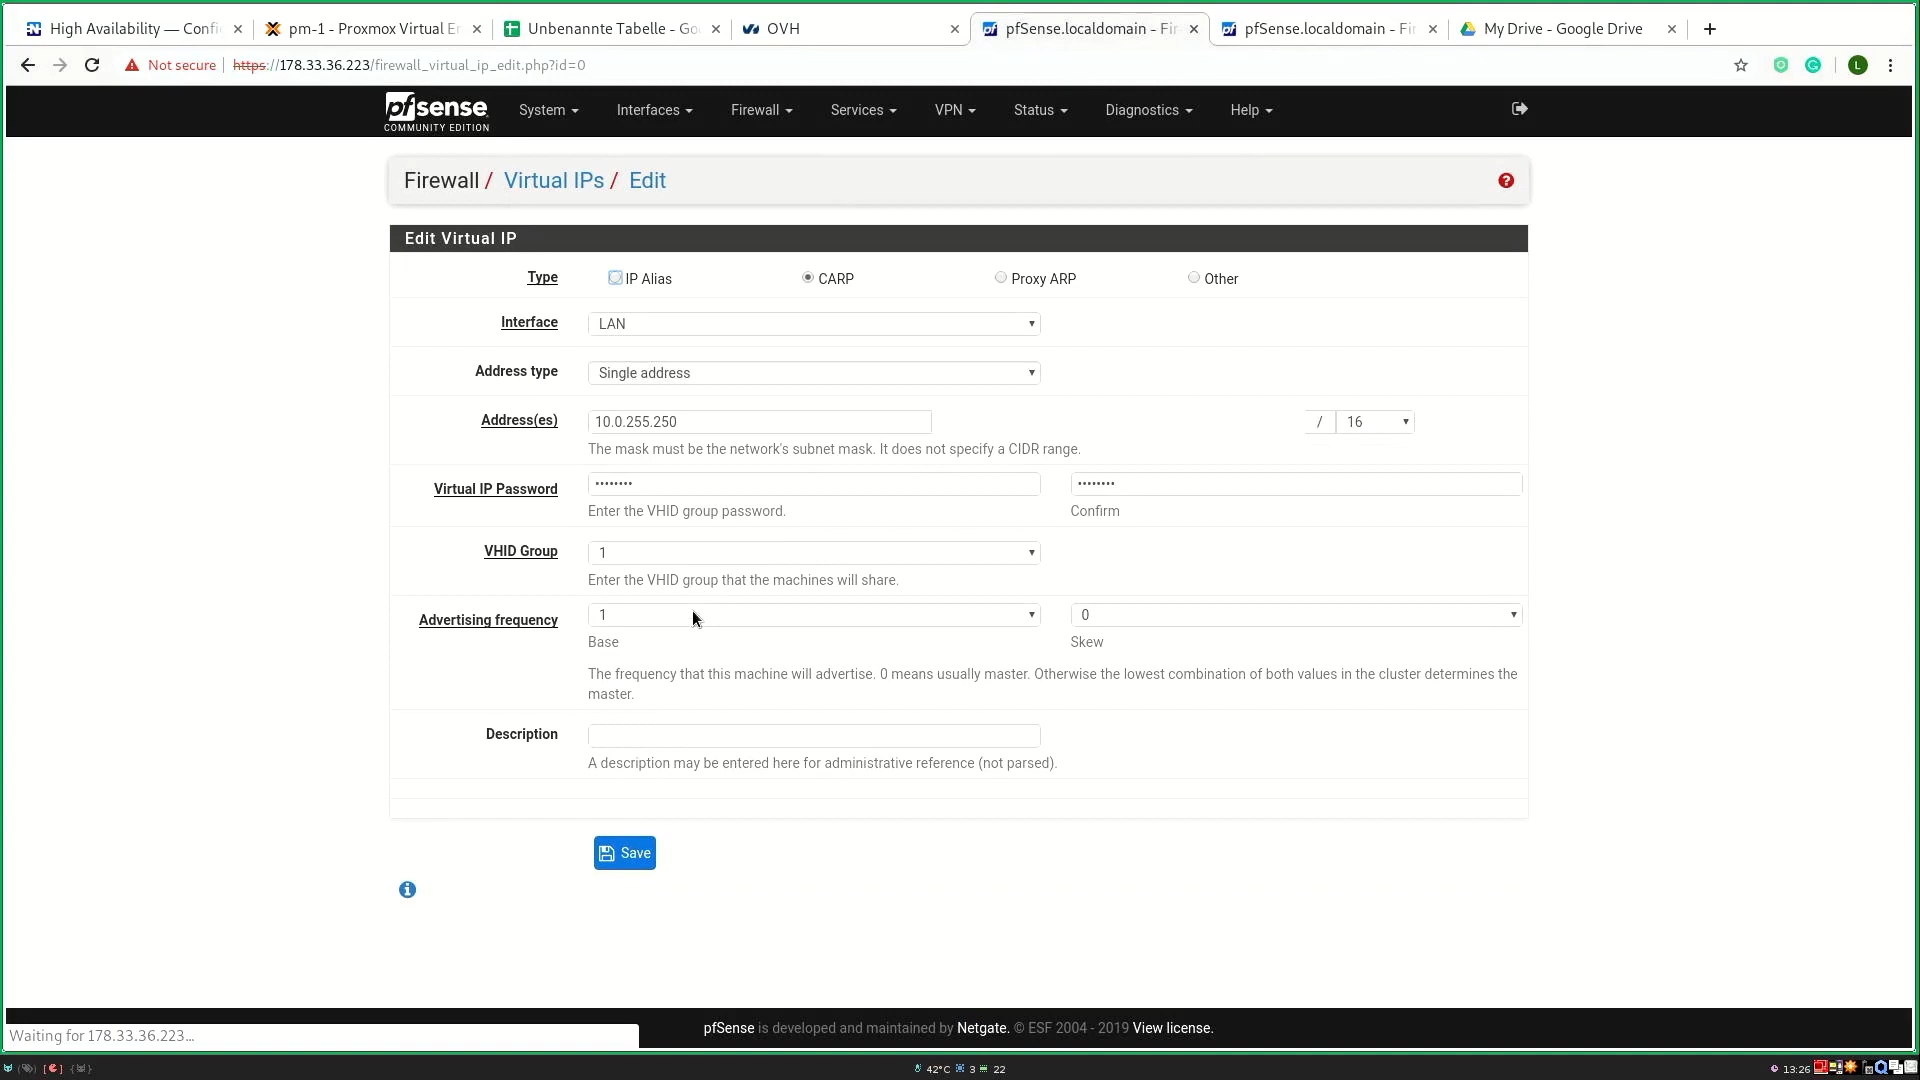 High Availability — Confi
pm-1 - Proxmox Virtual E
Unbenannte Tabelle - Go
OVH
pfSense.localdomain - Fir
pfSense.localdomain - Fir
My Drive - Google Drive
Not secure
https://178.33.36.223/firewall_virtual_ip_edit.php?id=0
L
pfsense
COMMUNITY EDITION
System
Interfaces
Firewall
Services
VPN
Status
Diagnostics
Help
Firewall / Virtual IPs / Edit
Edit Virtual IP
Type
IP Alias
CARP
Proxy ARP
Other
Interface
LAN
Address type
Single address
Address(es)
10.0.255.250
/ 16
The mask must be the network's subnet mask. It does not specify a CIDR range.
Virtual IP Password
••••••••
••••••••
Enter the VHID group password.
Confirm
VHID Group
1
Enter the VHID group that the machines will share.
Advertising frequency
1
0
Base
Skew
The frequency that this machine will advertise. 0 means usually master. Otherwise the lowest combination of both values in the cluster determines the
master.
Description
A description may be entered here for administrative reference (not parsed).
Save
pfSense is developed and maintained by Netgate. © ESF 2004 - 2019 View license.
Waiting for 178.33.36.223...
42°C 3 22
13:26